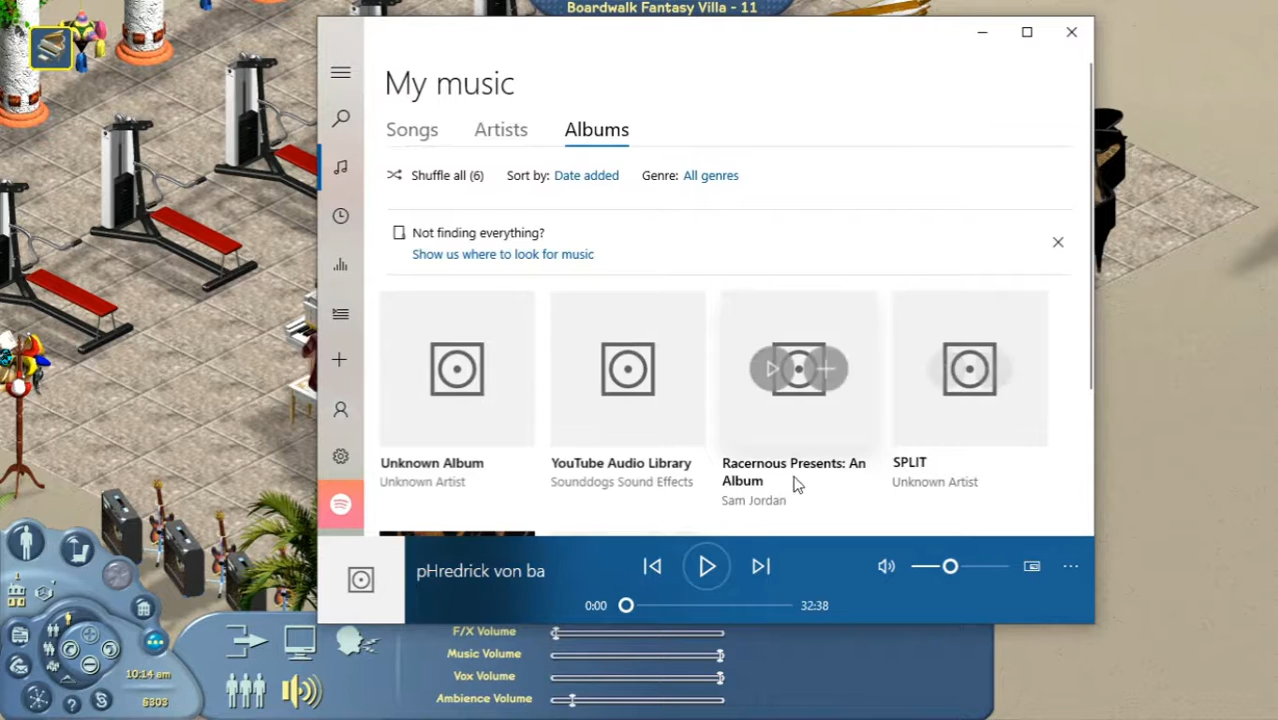 Boardwalk Fantasy Villa - 11
My music
Songs Artists Albums
Shuffle all (6) Sort by: Date added Genre: All genres
Not finding everything?
Show us where to look for music
Unknown Album
Unknown Artist
YouTube Audio Library
Sounddogs Sound Effects
Racernous Presents: An
Album
Sam Jordan
SPLIT
Unknown Artist
pHredrick von ba
0:00 32:38
F/X Volume
Music Volume
Vox Volume
Ambience Volume
1
10:14 am